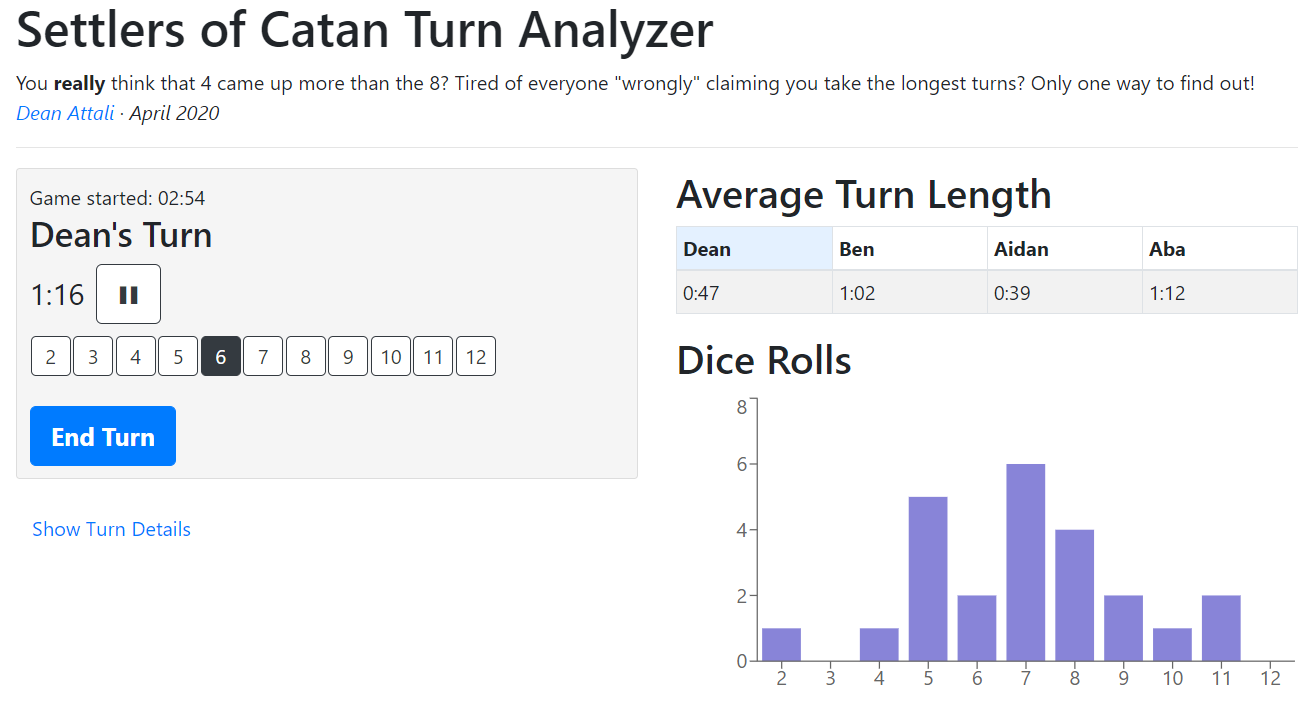 Settlers of Catan Turn Analyzer
You really think that 4 came up more than the 8? Tired of everyone "wrongly" claiming you take the longest turns? Only one way to find out!
Dean Attali · April 2020
Game started: 02:54
Dean's Turn
1:16
2 3 4 5 6 7 8 9 10 11 12
End Turn
Show Turn Details
Average Turn Length
Dean Ben Aidan Aba
0:47 1:02 0:39 1:12
Dice Rolls
8
6
4
2
0
2 3 4 5 6 7 8 9 10 11 12